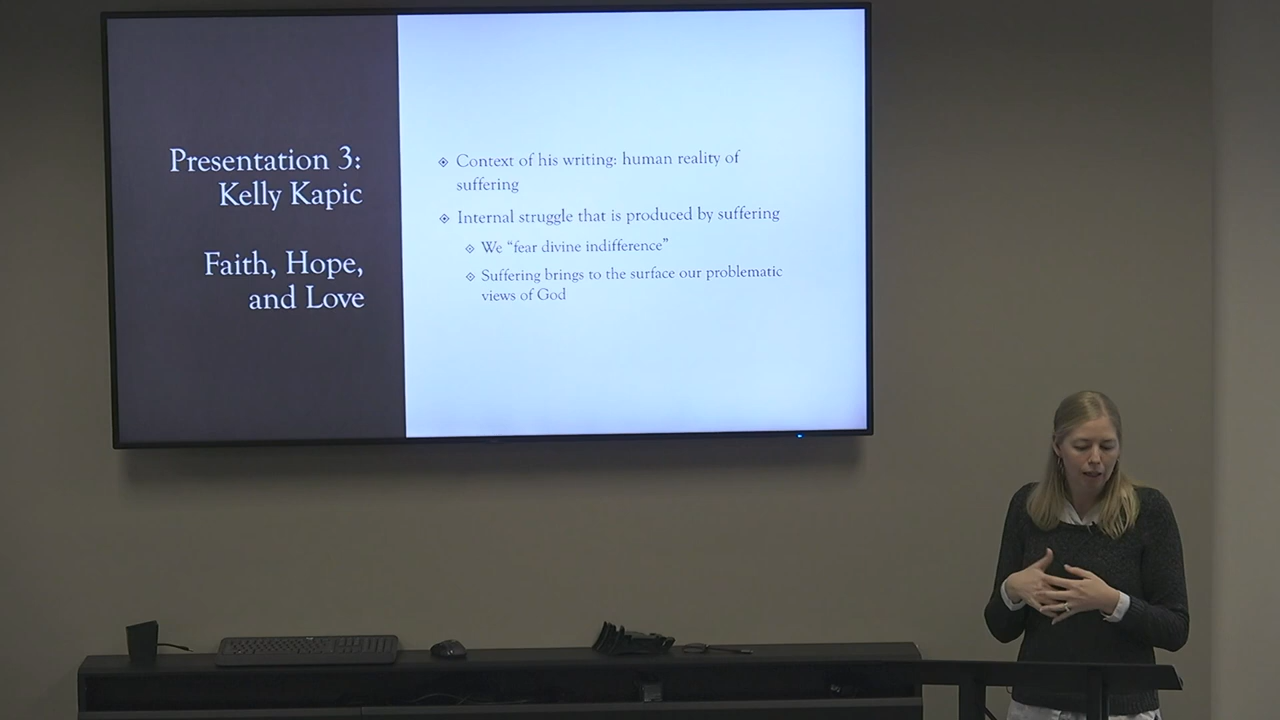 Presentation 3:
Kelly Kapic
Faith, Hope,
and Love
Context of his writing: human reality of
suffering
Internal struggle that is produced by suffering
We “fear divine indifference”
Suffering brings to the surface our problematic
views of God